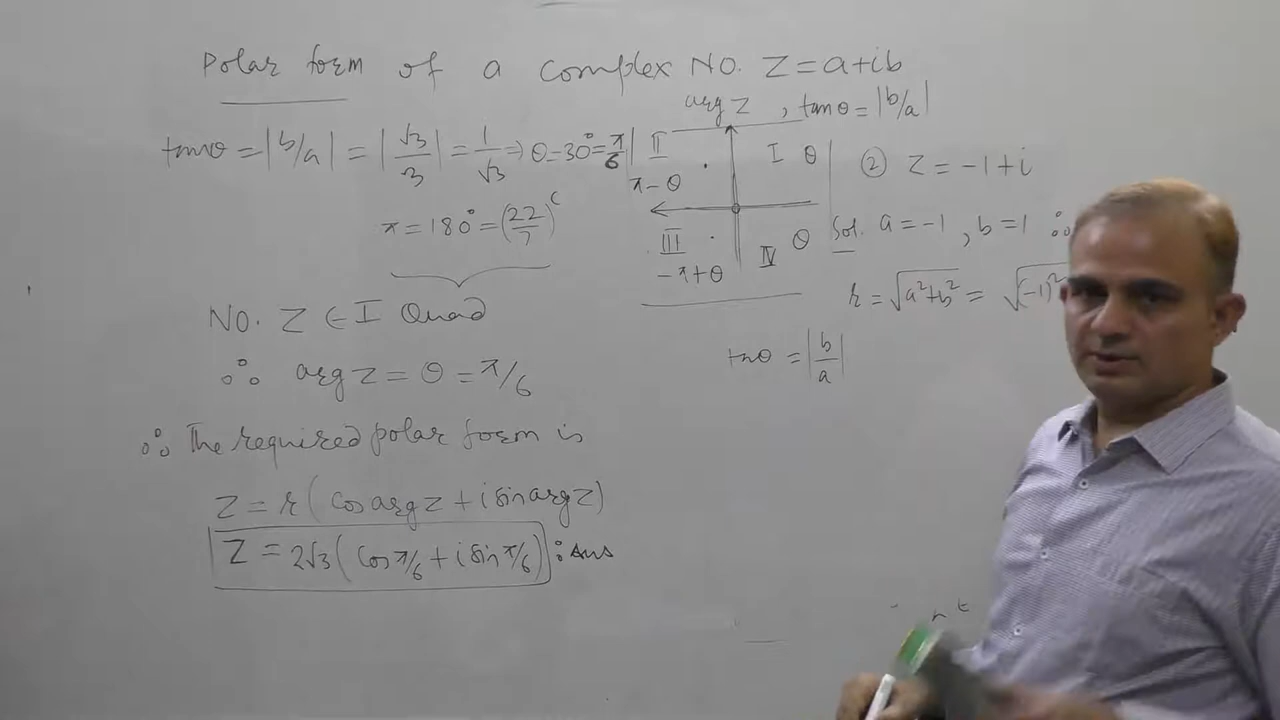 Polar form of a complex No. Z=a+ib
arg Z , tanθ = |b/a|
tanθ = |b/a| = |√3/3| = 1/√3 ⇒ θ=30°=π/6
π = 180° = (22/7)ᶜ
No. Z ∈ I Quad
∴ arg Z = θ = π/6
∴ The required polar form is
Z = r(cos arg Z + i sin arg Z)
Z = 2√3(cos π/6 + i sin π/6) : Ans
II
I θ
π-θ
III
-π+θ
IV θ
② Z = -1+i
Sol. a=-1, b=1 ∴
r = √a²+b² = √(-1)²
tanθ = |b/a|